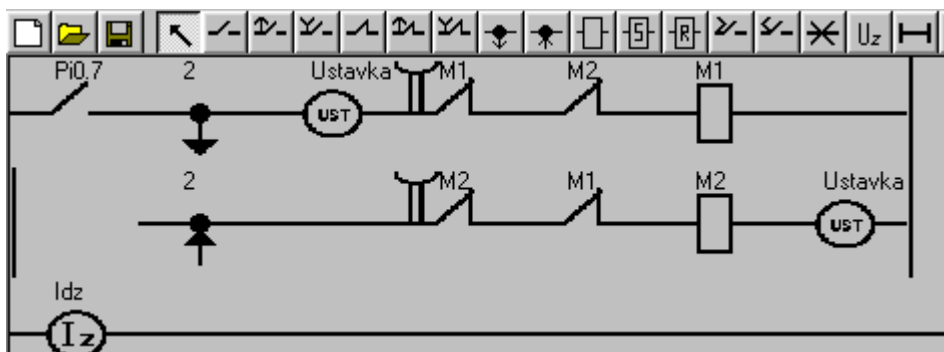 S R Uz
Pi0.7 2 Ustavka M1 M2 M1
UST
2 M2 M1 M2 Ustavka
UST
Idz
Iz